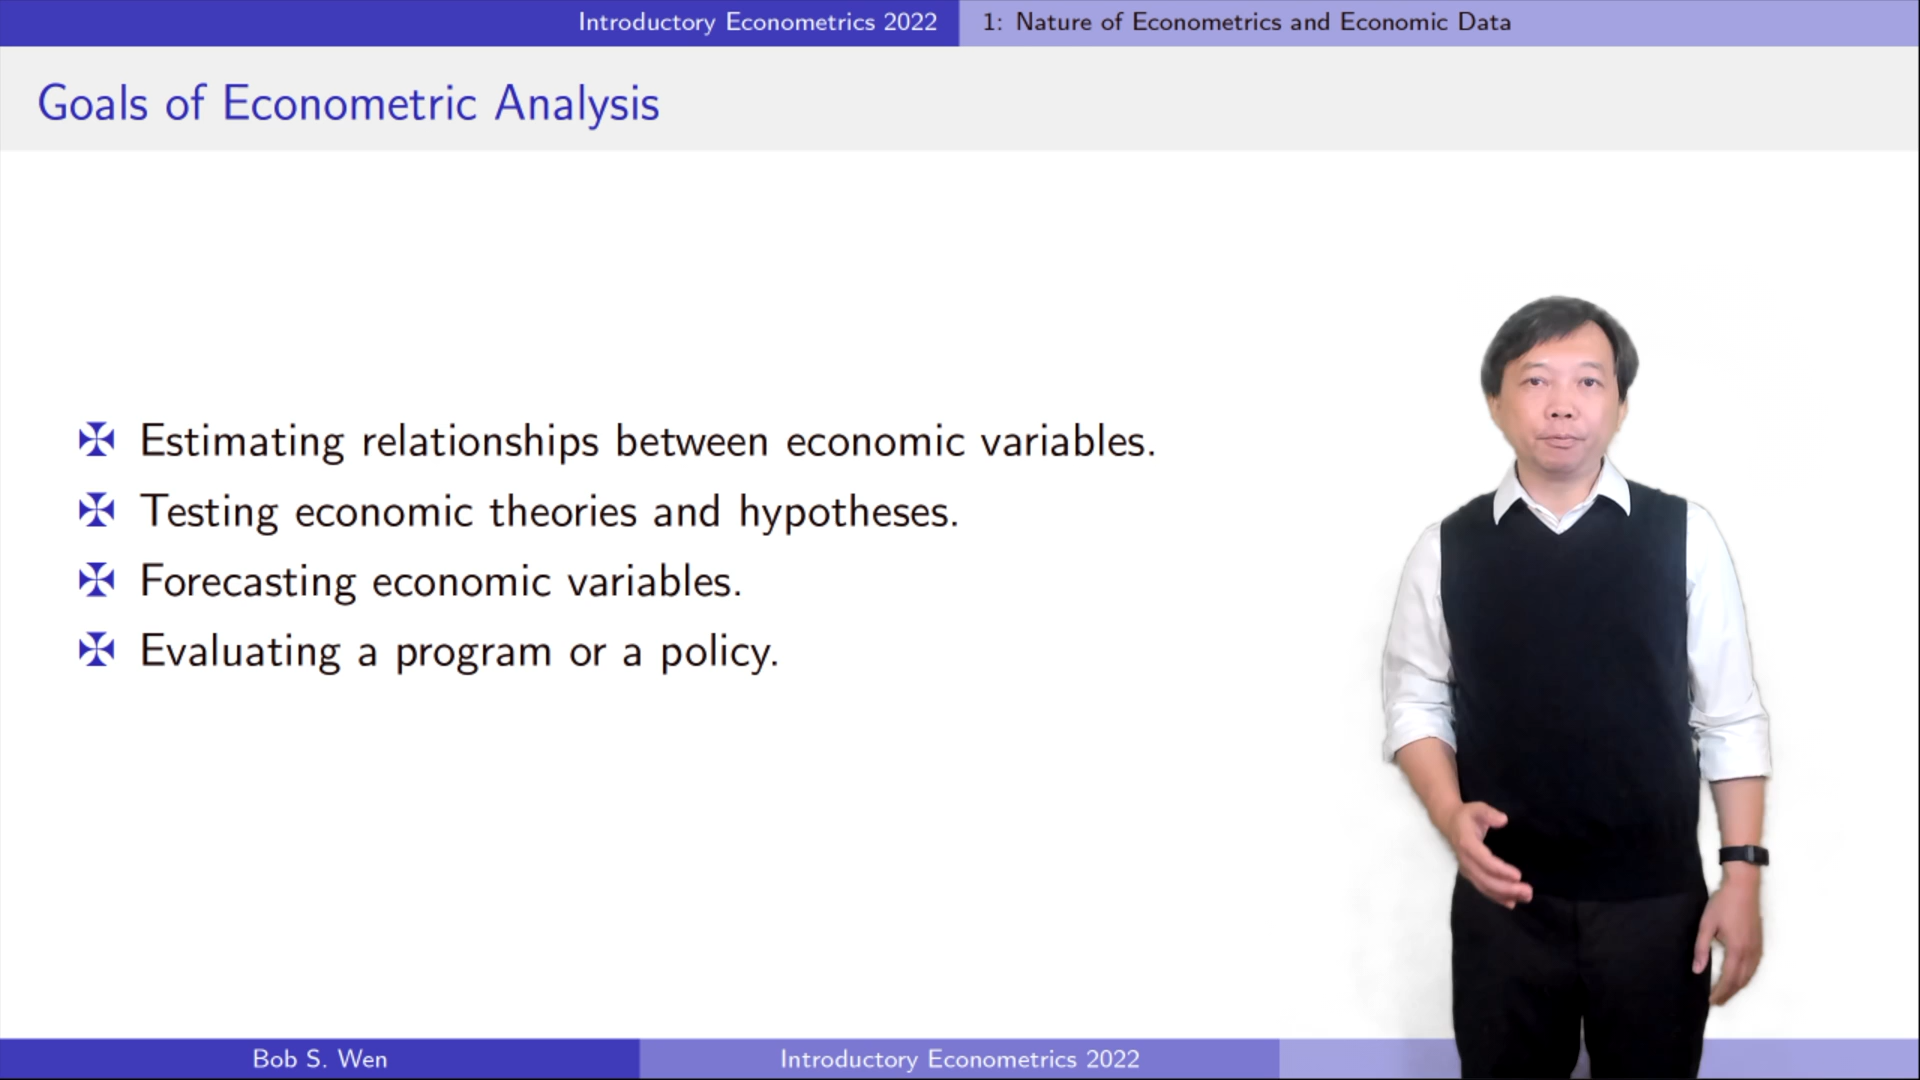 Introductory Econometrics 2022
1: Nature of Econometrics and Economic Data
Goals of Econometric Analysis
Estimating relationships between economic variables.
Testing economic theories and hypotheses.
Forecasting economic variables.
Evaluating a program or a policy.
Bob S. Wen
Introductory Econometrics 2022